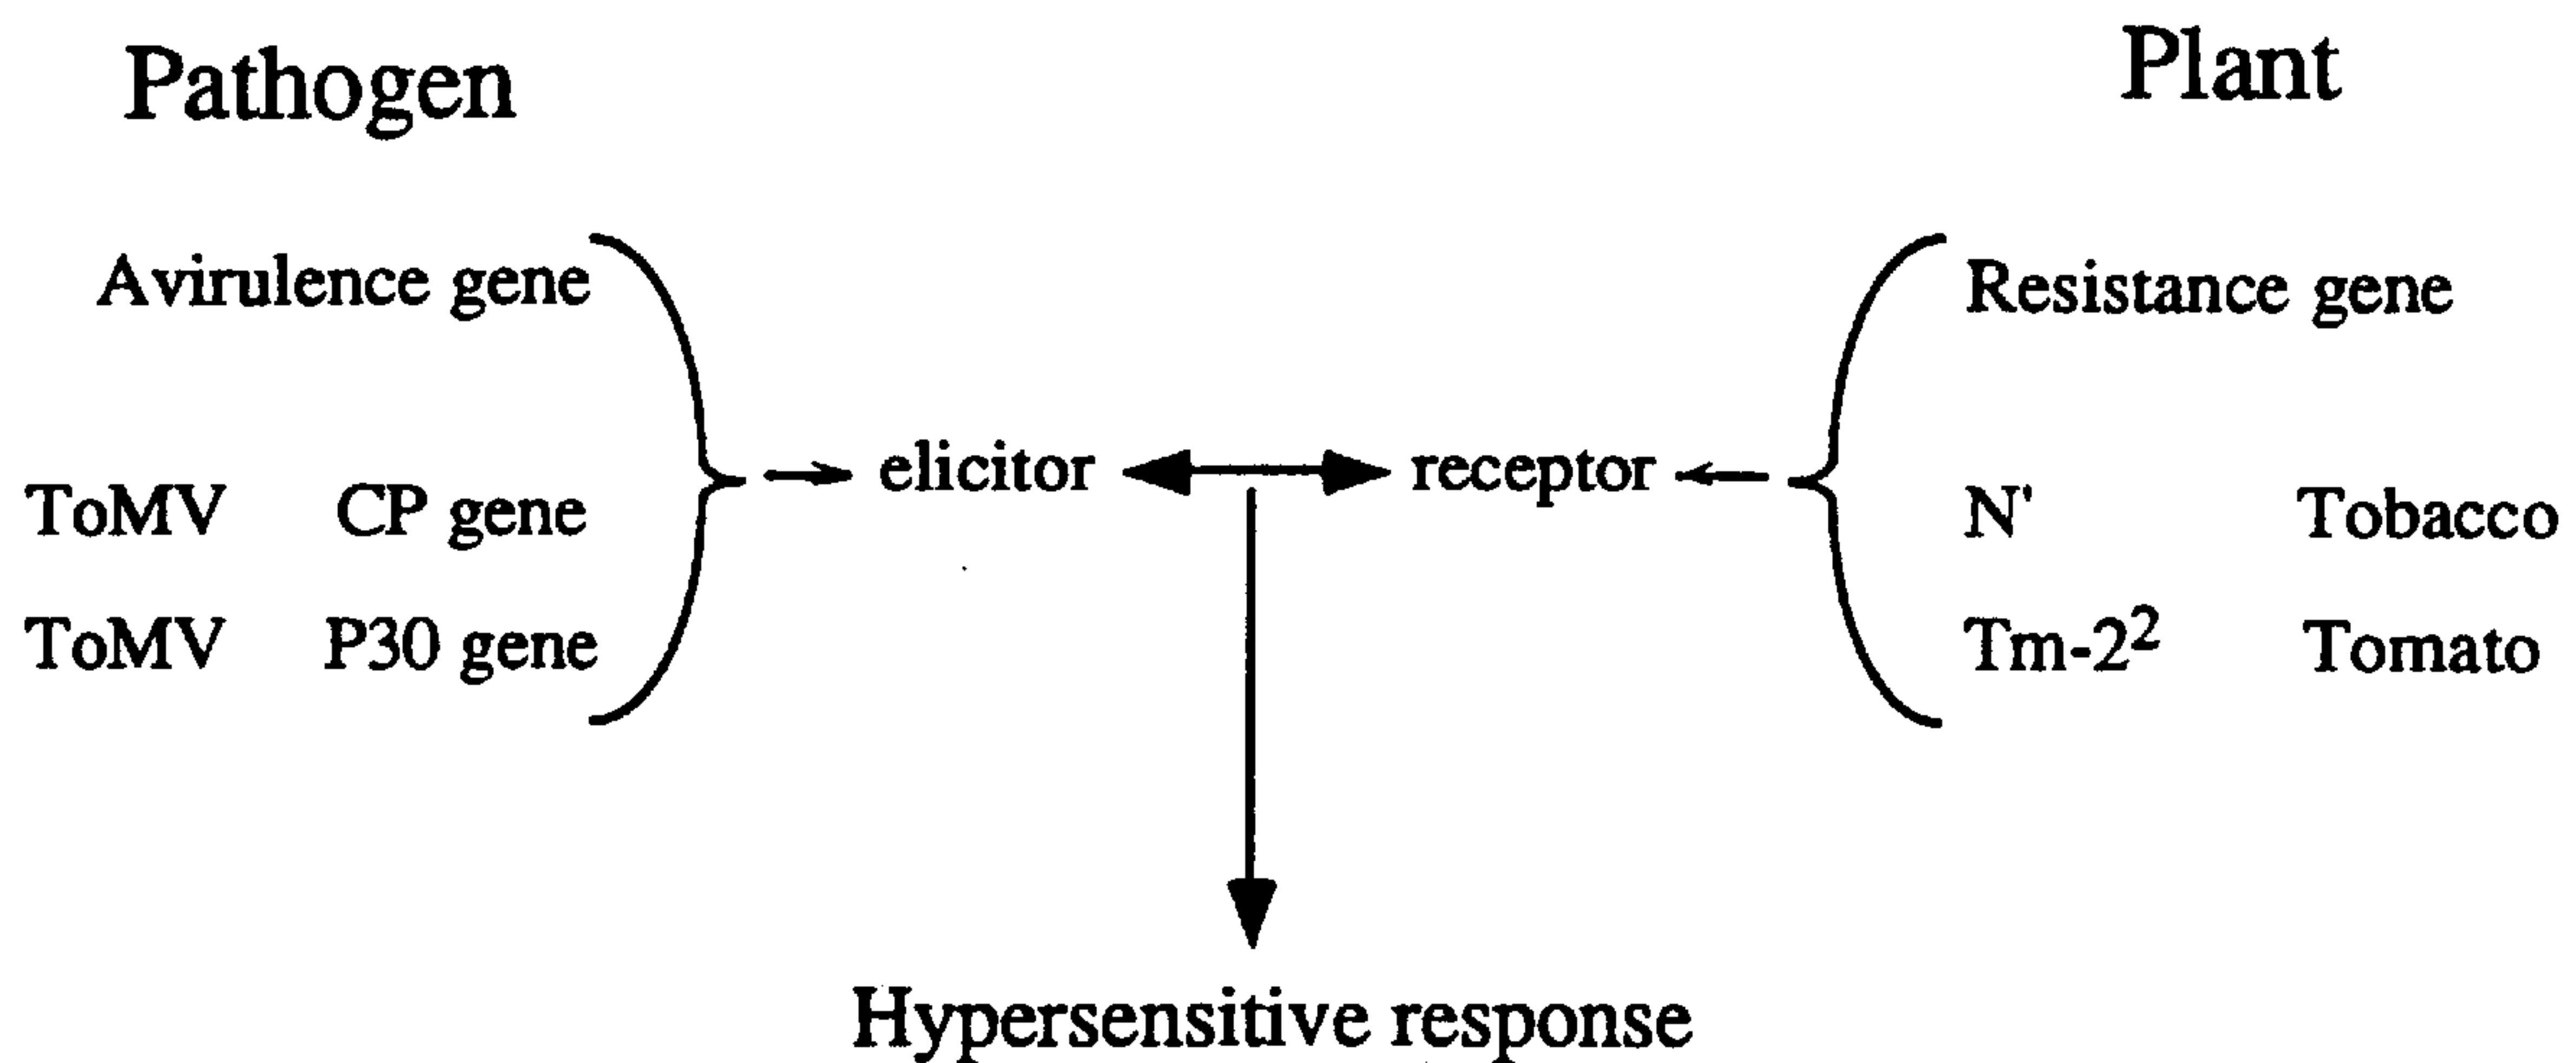 Pathogen Plant
Avirulence gene Resistance gene
elicitor receptor
ToMV CP gene N' Tobacco
ToMV P30 gene Tm-2² Tomato
Hypersensitive response